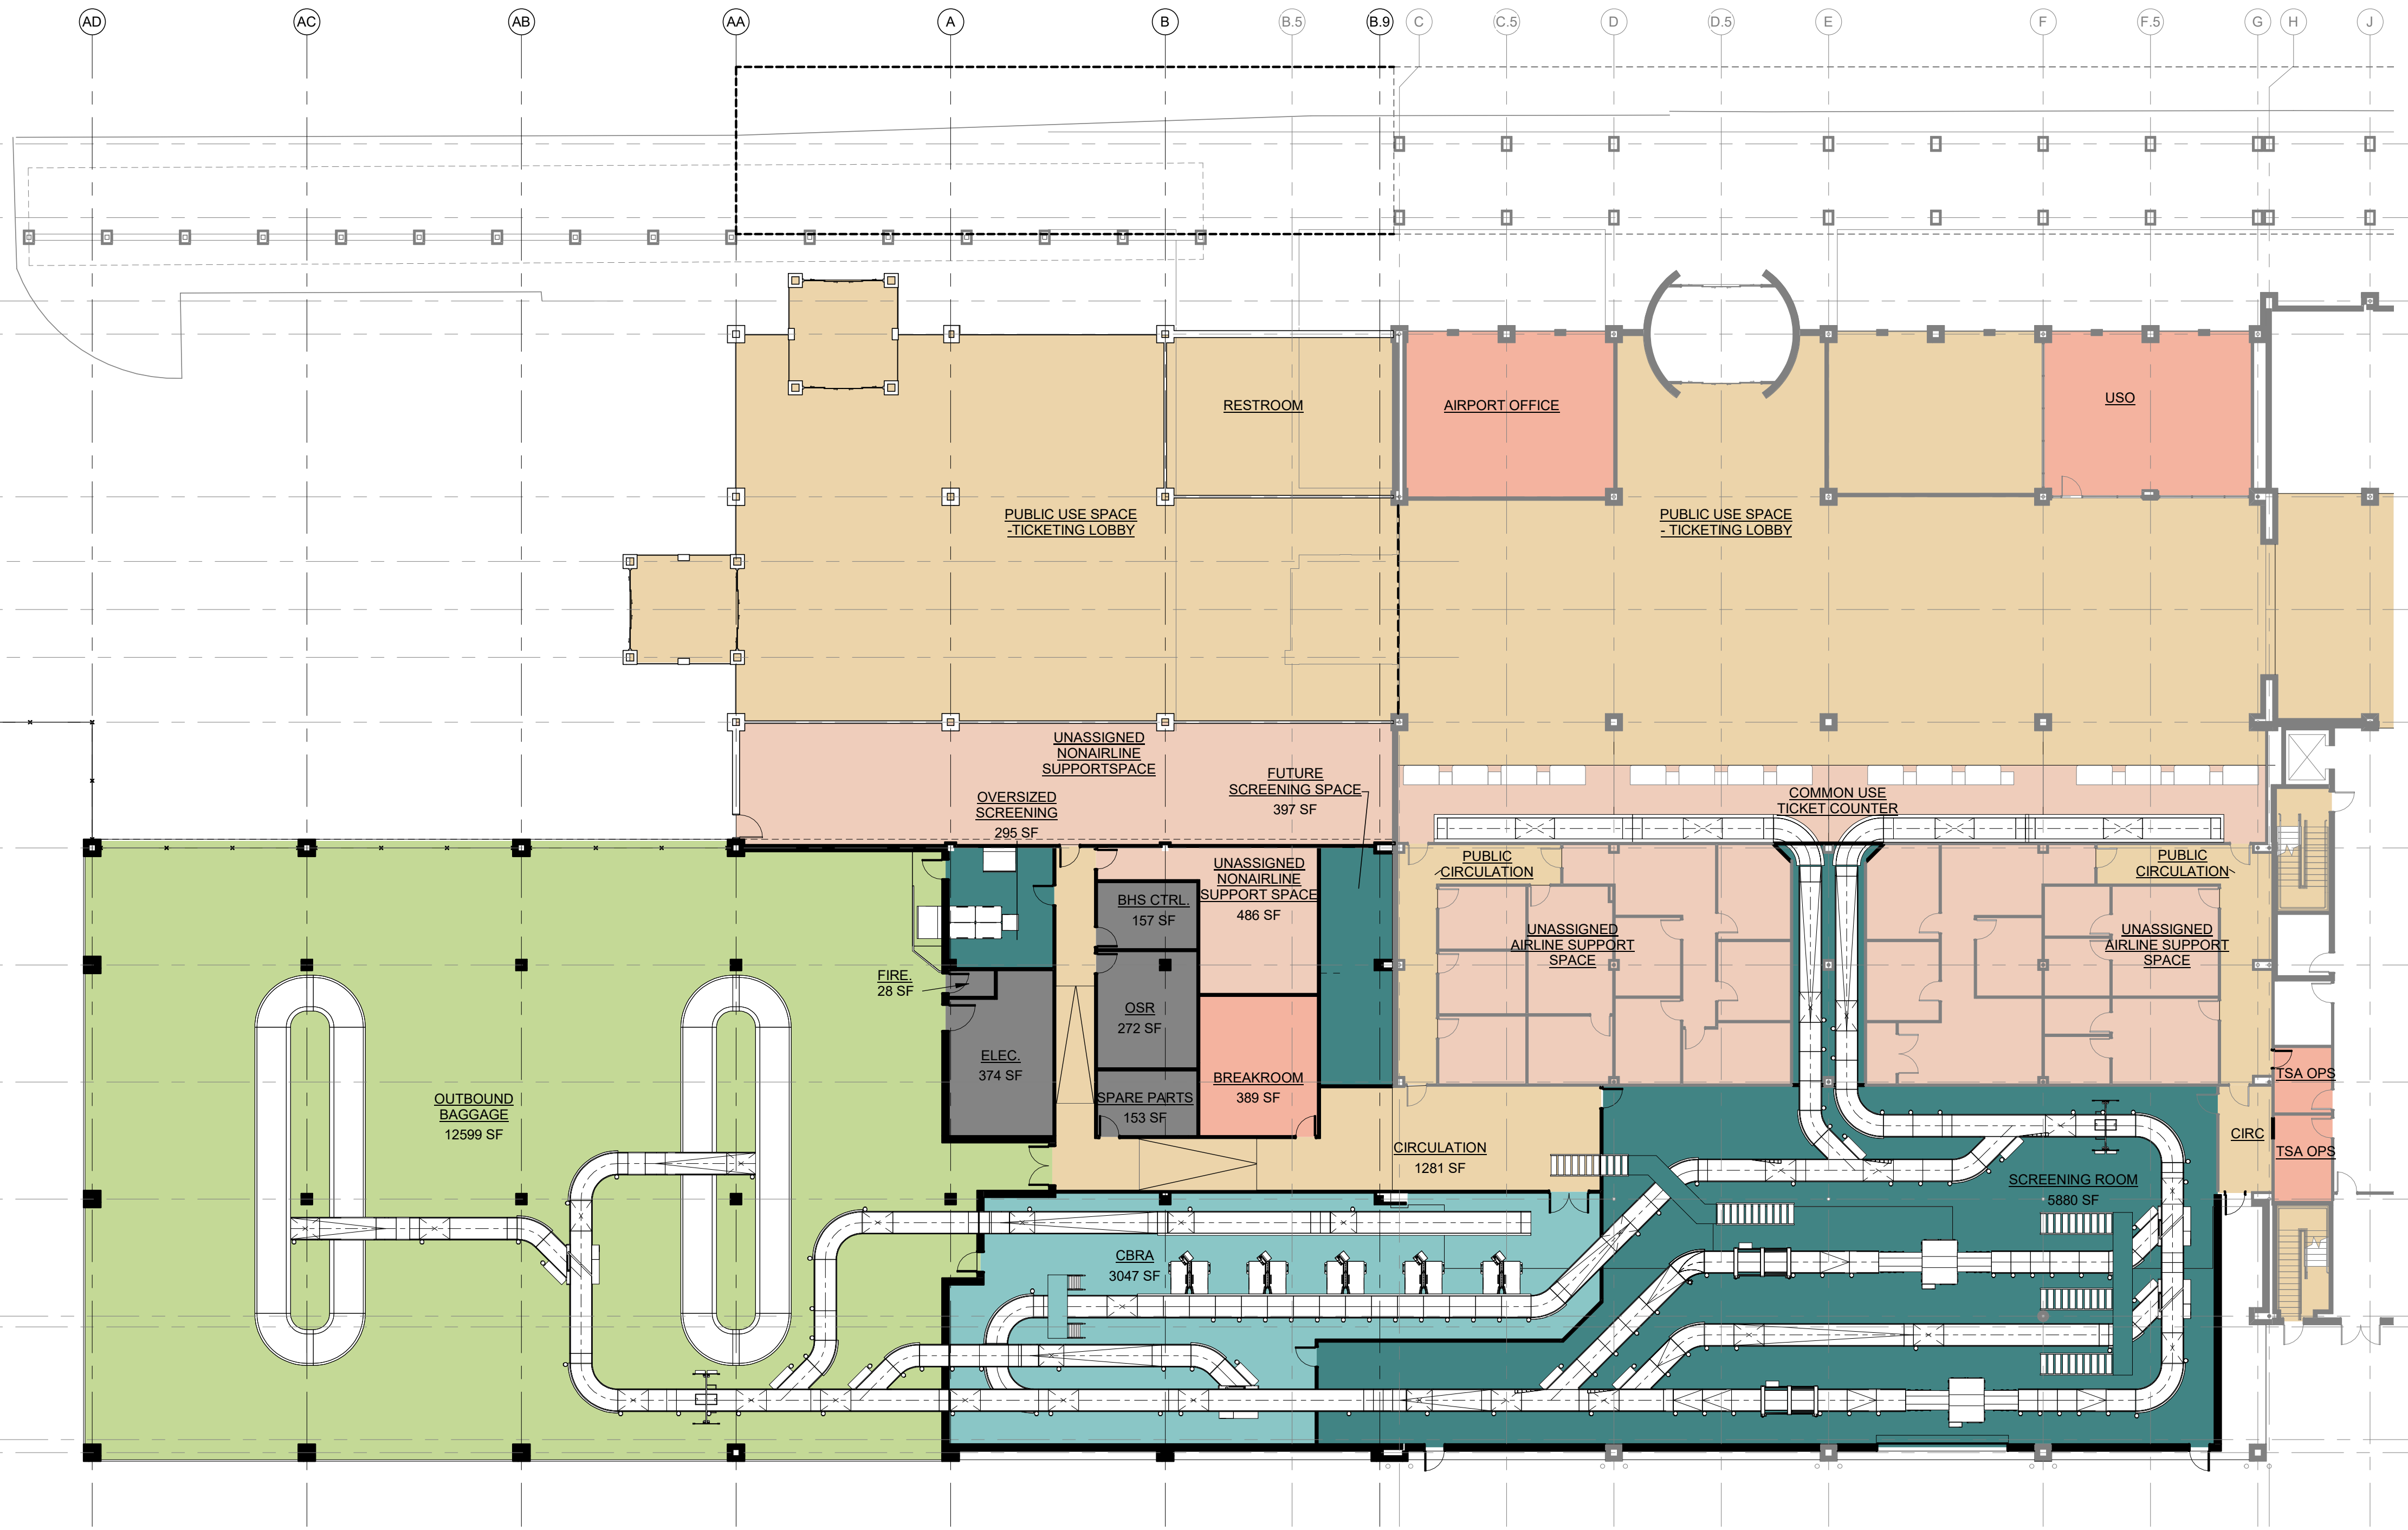 AD
AC
AB
AA
A
B
B.5
B.9
C
C.5
D
D.5
E
F
F.5
G
H
J
RESTROOM
AIRPORT OFFICE
USO
PUBLIC USE SPACE
-TICKETING LOBBY
PUBLIC USE SPACE
- TICKETING LOBBY
UNASSIGNED
NONAIRLINE
SUPPORTSPACE
FUTURE
SCREENING SPACE
397 SF
OVERSIZED
SCREENING
295 SF
COMMON USE
TICKET COUNTER
PUBLIC
CIRCULATION
PUBLIC
CIRCULATION
UNASSIGNED
NONAIRLINE
SUPPORT SPACE
486 SF
BHS CTRL.
157 SF
UNASSIGNED
AIRLINE SUPPORT
SPACE
UNASSIGNED
AIRLINE SUPPORT
SPACE
FIRE.
28 SF
OSR
272 SF
ELEC.
374 SF
BREAKROOM
389 SF
SPARE PARTS
153 SF
OUTBOUND
BAGGAGE
12599 SF
TSA OPS
CIRC
TSA OPS
CIRCULATION
1281 SF
SCREENING ROOM
5880 SF
CBRA
3047 SF